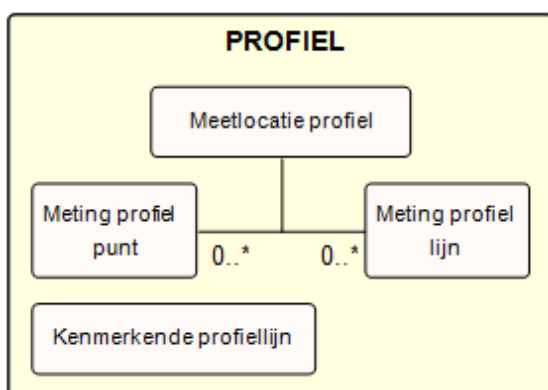 PROFIEL
Meetlocatie profiel
Meting profiel
punt
Meting profiel
lijn
0..*
0..*
Kenmerkende profiellijn